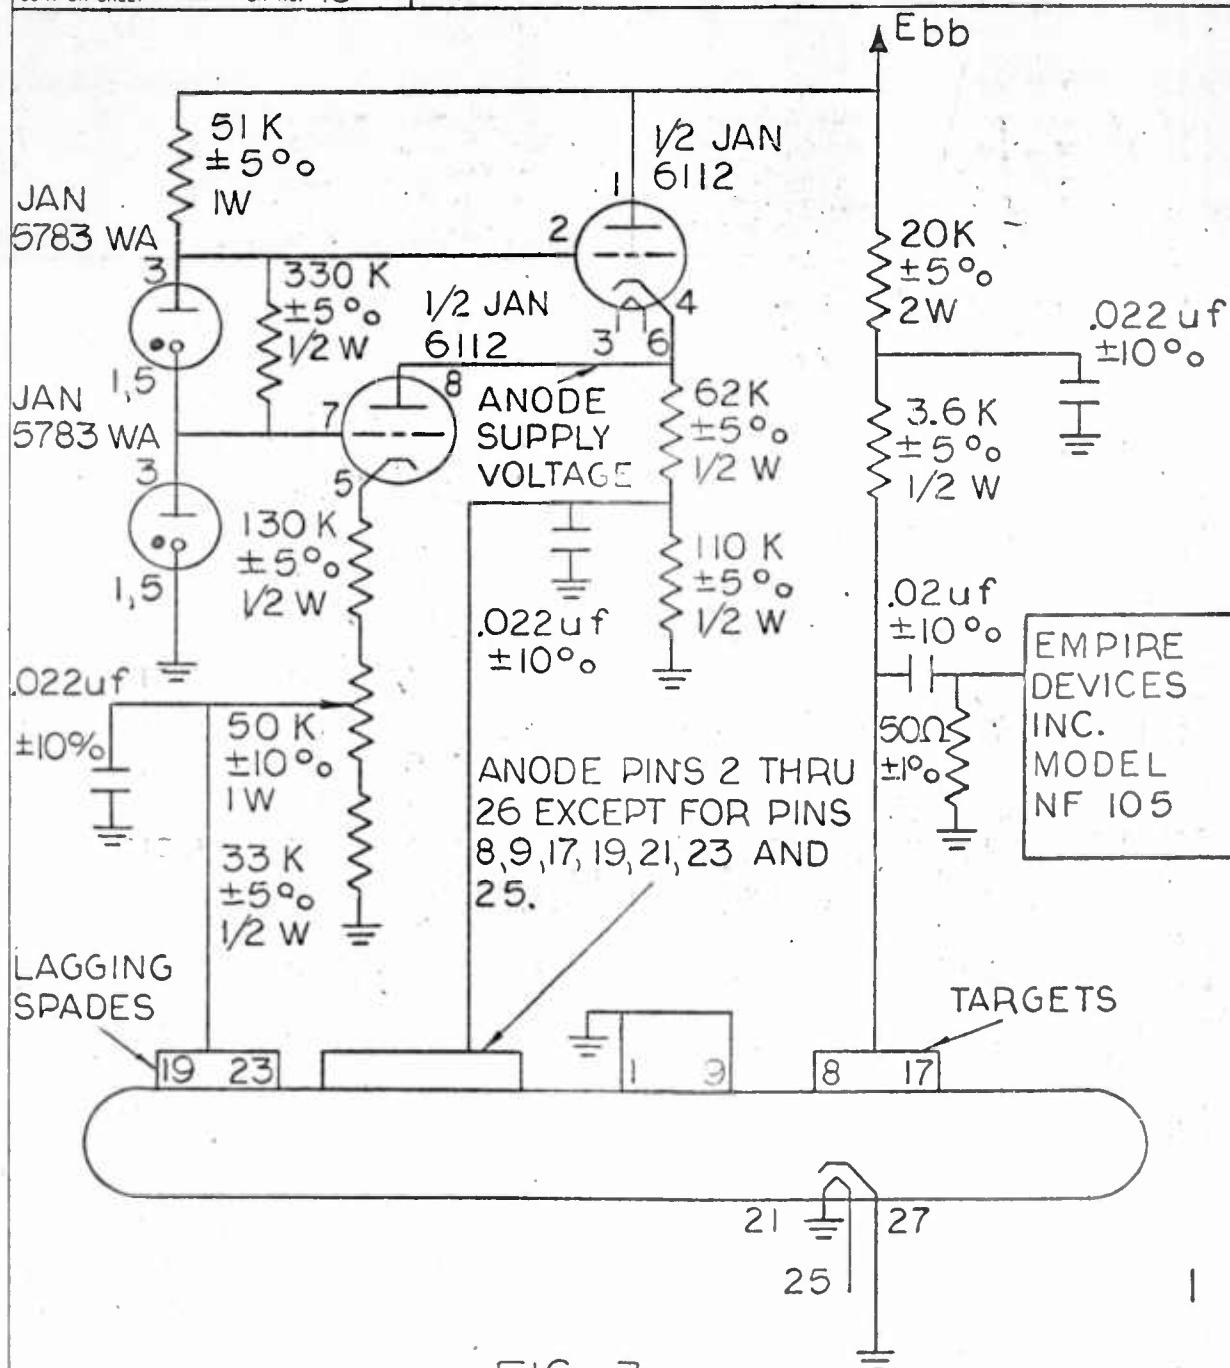 Ebb
51 K
±5%
1W
1/2 JAN
6112
JAN
5783 WA
3
1,5
330 K
±5%
1/2 W
1/2 JAN
6112
1
2
3 6
4
20K
±5%
2W
.022 uf
±10%
JAN
5783 WA
3
1,5
7
8
5
ANODE
SUPPLY
VOLTAGE
62K
±5%
1/2 W
3.6 K
±5%
1/2 W
130 K
±5%
1/2 W
.022uf
±10%
110 K
±5%
1/2 W
.02uf
±10%
50Ω
±1%
EMPIRE
DEVICES
INC.
MODEL
NF 105
.022uf
±10%
50 K
±10%
1W
33 K
±5%
1/2 W
ANODE PINS 2 THRU
26 EXCEPT FOR PINS
8,9,17,19,21,23 AND
25.
LAGGING
SPADES
TARGETS
19 23
1 9
8 17
21
27
25
1